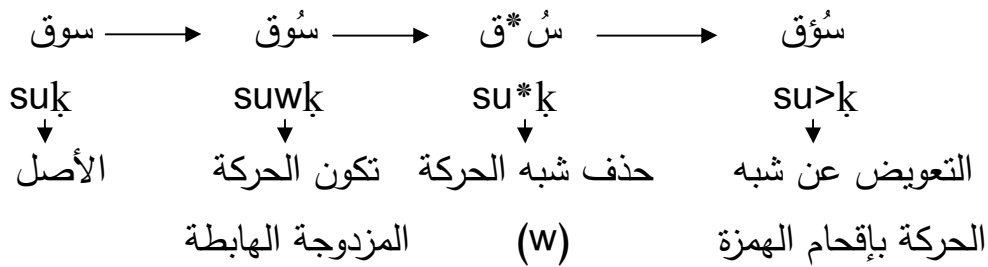 سوق سُوق سُ*ق سُؤق
suḳ suwḳ su*ḳ su>ḳ
الأصل تكون الحركة حذف شبه الحركة التعويض عن شبه
المزدوجة الهابطة (w) الحركة بإقحام الهمزة